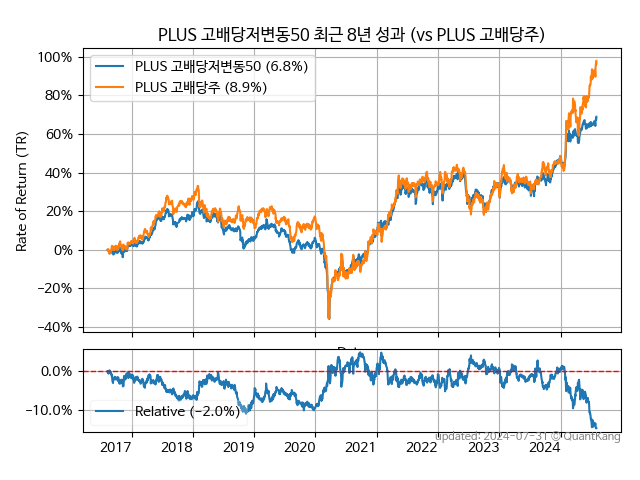 PLUS 고배당저변동50 최근 8년 성과 (vs PLUS 고배당주)
PLUS 고배당저변동50 (6.8%)
PLUS 고배당주 (8.9%)
Rate of Return (TR)
100%
80%
60%
40%
20%
0%
−20%
−40%
0.0%
−10.0%
Relative (−2.0%)
2017 2018 2019 2020 2021 2022 2023 2024
updated: 2024-07-31 © QuantKang